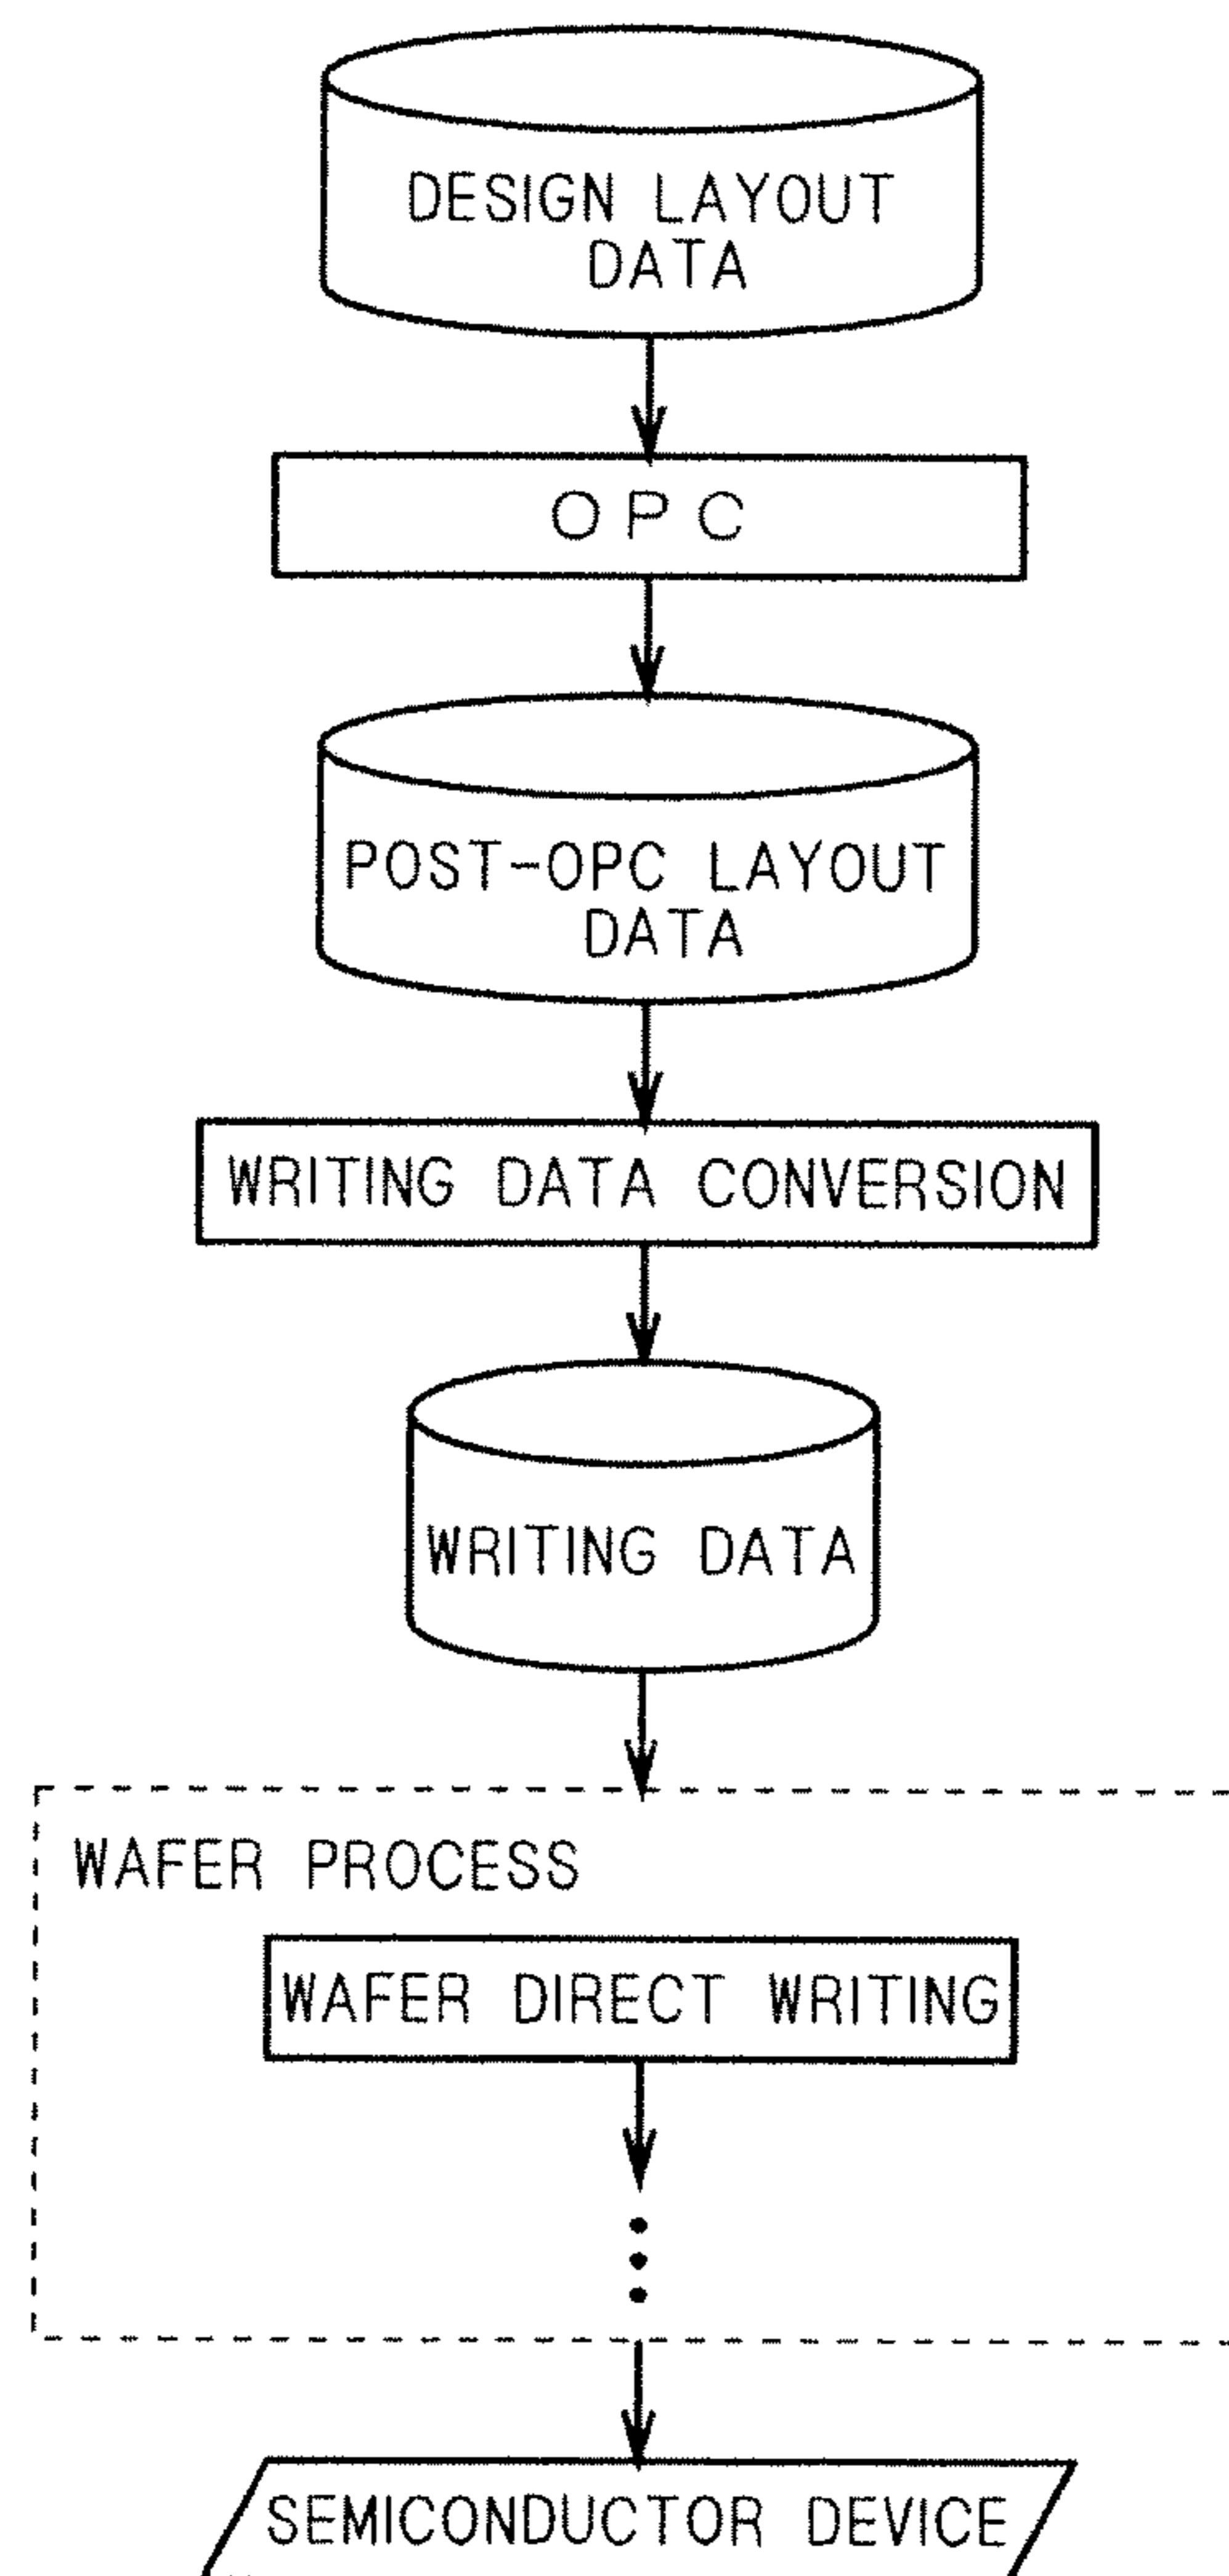 DESIGN LAYOUT
DATA
OPC
POST-OPC LAYOUT
DATA
WRITING DATA CONVERSION
WRITING DATA
WAFER PROCESS
WAFER DIRECT WRITING
SEMICONDUCTOR DEVICE